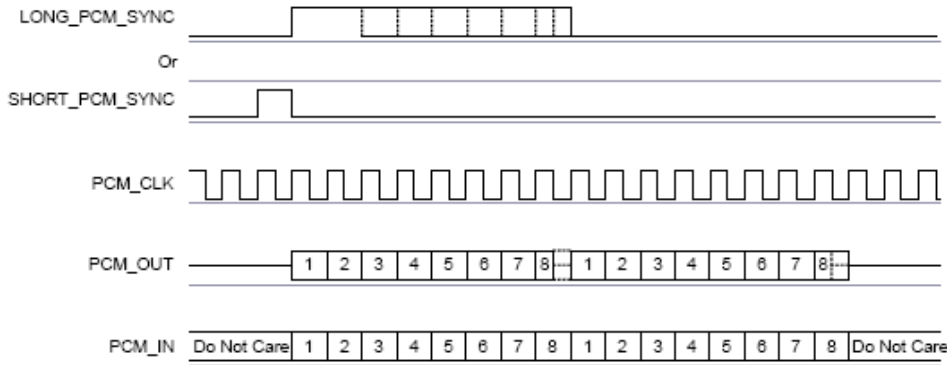 LONG_PCM_SYNC
Or
SHORT_PCM_SYNC
PCM_CLK
PCM_OUT 1 2 3 4 5 6 7 8 1 2 3 4 5 6 7 8
PCM_IN Do Not Care 1 2 3 4 5 6 7 8 1 2 3 4 5 6 7 8 Do Not Care